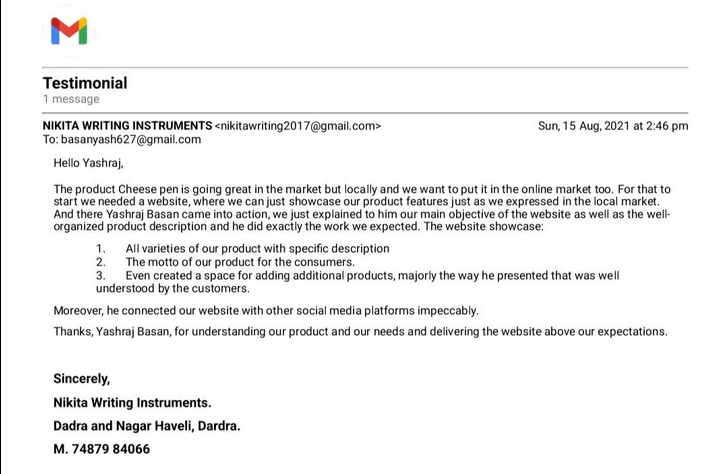 Testimonial
1 message
NIKITA WRITING INSTRUMENTS <nikitawriting2017@gmail.com> Sun, 15 Aug, 2021 at 2:46 pm
To: basanyash627@gmail.com
Hello Yashraj,
The product Cheese pen is going great in the market but locally and we want to put it in the online market too. For that to
start we needed a website, where we can just showcase our product features just as we expressed in the local market.
And there Yashraj Basan came into action, we just explained to him our main objective of the website as well as the well-
organized product description and he did exactly the work we expected. The website showcase:
1. All varieties of our product with specific description
2. The motto of our product for the consumers.
3. Even created a space for adding additional products, majorly the way he presented that was well
understood by the customers.
Moreover, he connected our website with other social media platforms impeccably.
Thanks, Yashraj Basan, for understanding our product and our needs and delivering the website above our expectations.
Sincerely,
Nikita Writing Instruments.
Dadra and Nagar Haveli, Dardra.
M. 74879 84066